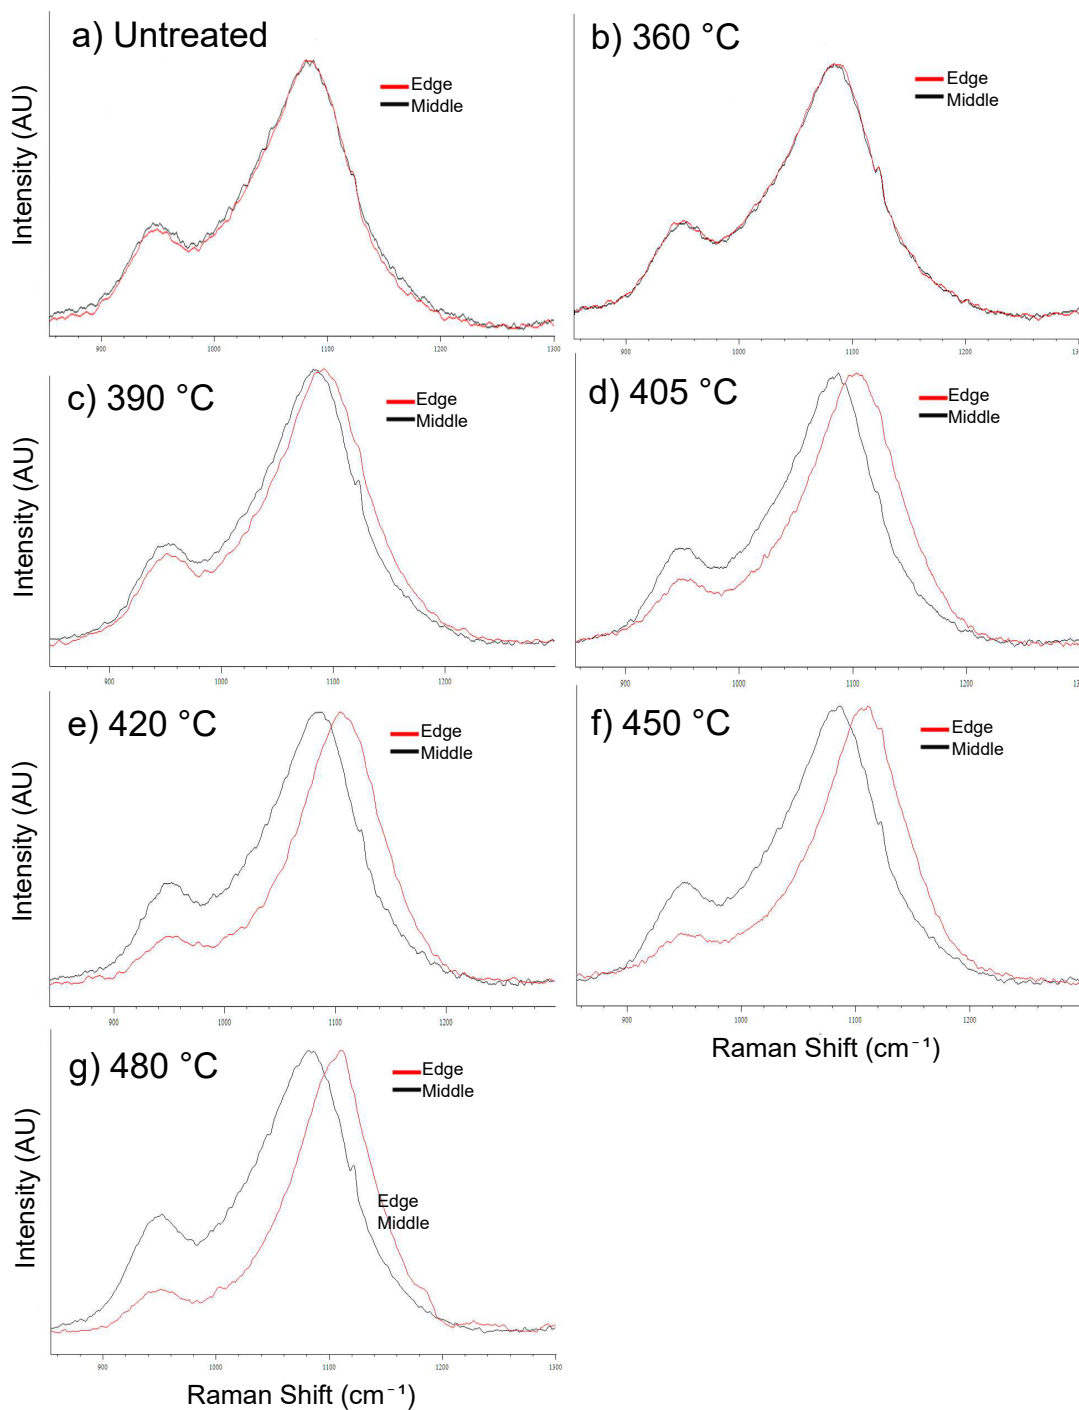 a) Untreated
Edge
Middle
Intensity (AU)
900
1000
1100
1200
1300
b) 360 °C
Edge
Middle
900
1000
1100
1200
c) 390 °C
Edge
Middle
Intensity (AU)
900
1000
1100
1200
d) 405 °C
Edge
Middle
900
1000
1100
1200
e) 420 °C
Edge
Middle
Intensity (AU)
900
1000
1100
1200
f) 450 °C
Edge
Middle
900
1000
1100
1200
Raman Shift (cm⁻¹)
g) 480 °C
Edge
Middle
Edge
Middle
Intensity (AU)
900
1000
1100
1200
1300
Raman Shift (cm⁻¹)